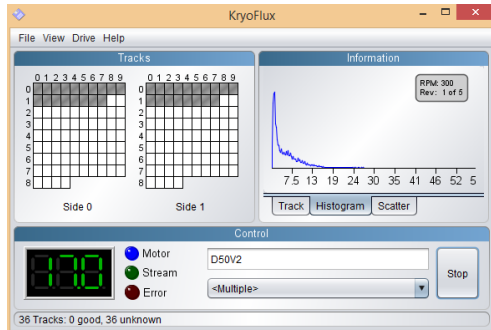 KryoFlux
File View Drive Help
Tracks
0 1 2 3 4 5 6 7 8 9
0
1
2
3
4
5
6
7
8
Side 0
0 1 2 3 4 5 6 7 8 9
0
1
2
3
4
5
6
7
8
Side 1
Information
RPM: 300
Rev: 1 of 5
7.5 13 19 24 30 35 41 46 52 5
Track Histogram Scatter
Control
17.0
Motor
Stream
Error
D50V2
<Multiple>
Stop
36 Tracks: 0 good, 36 unknown